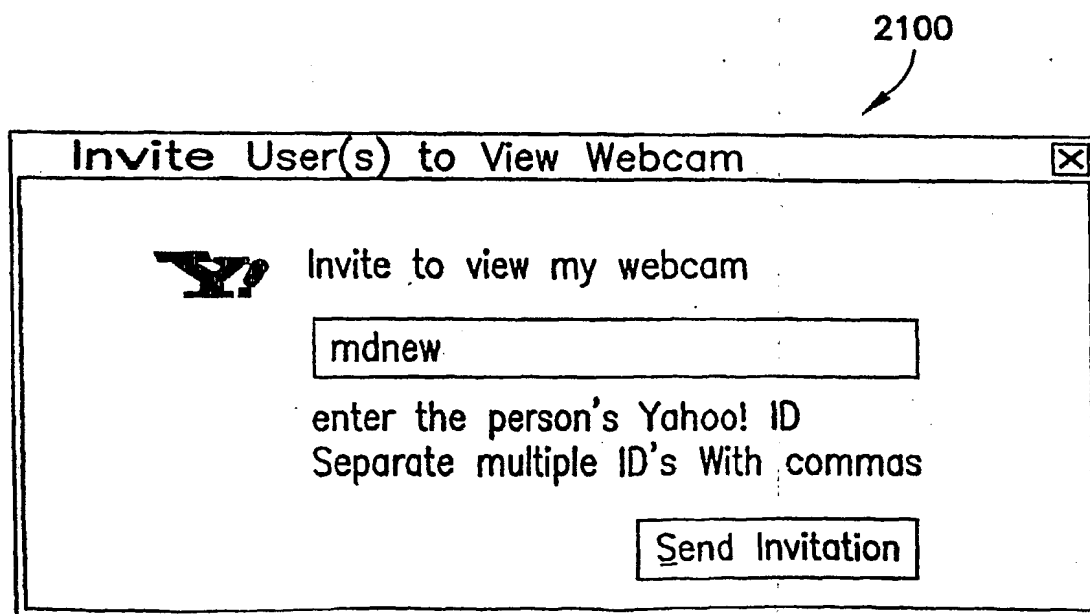 2100
Invite User(s) to View Webcam
Y!
Invite to view my webcam
mdnew
enter the person's Yahoo! ID
Separate multiple ID's With commas
Send Invitation